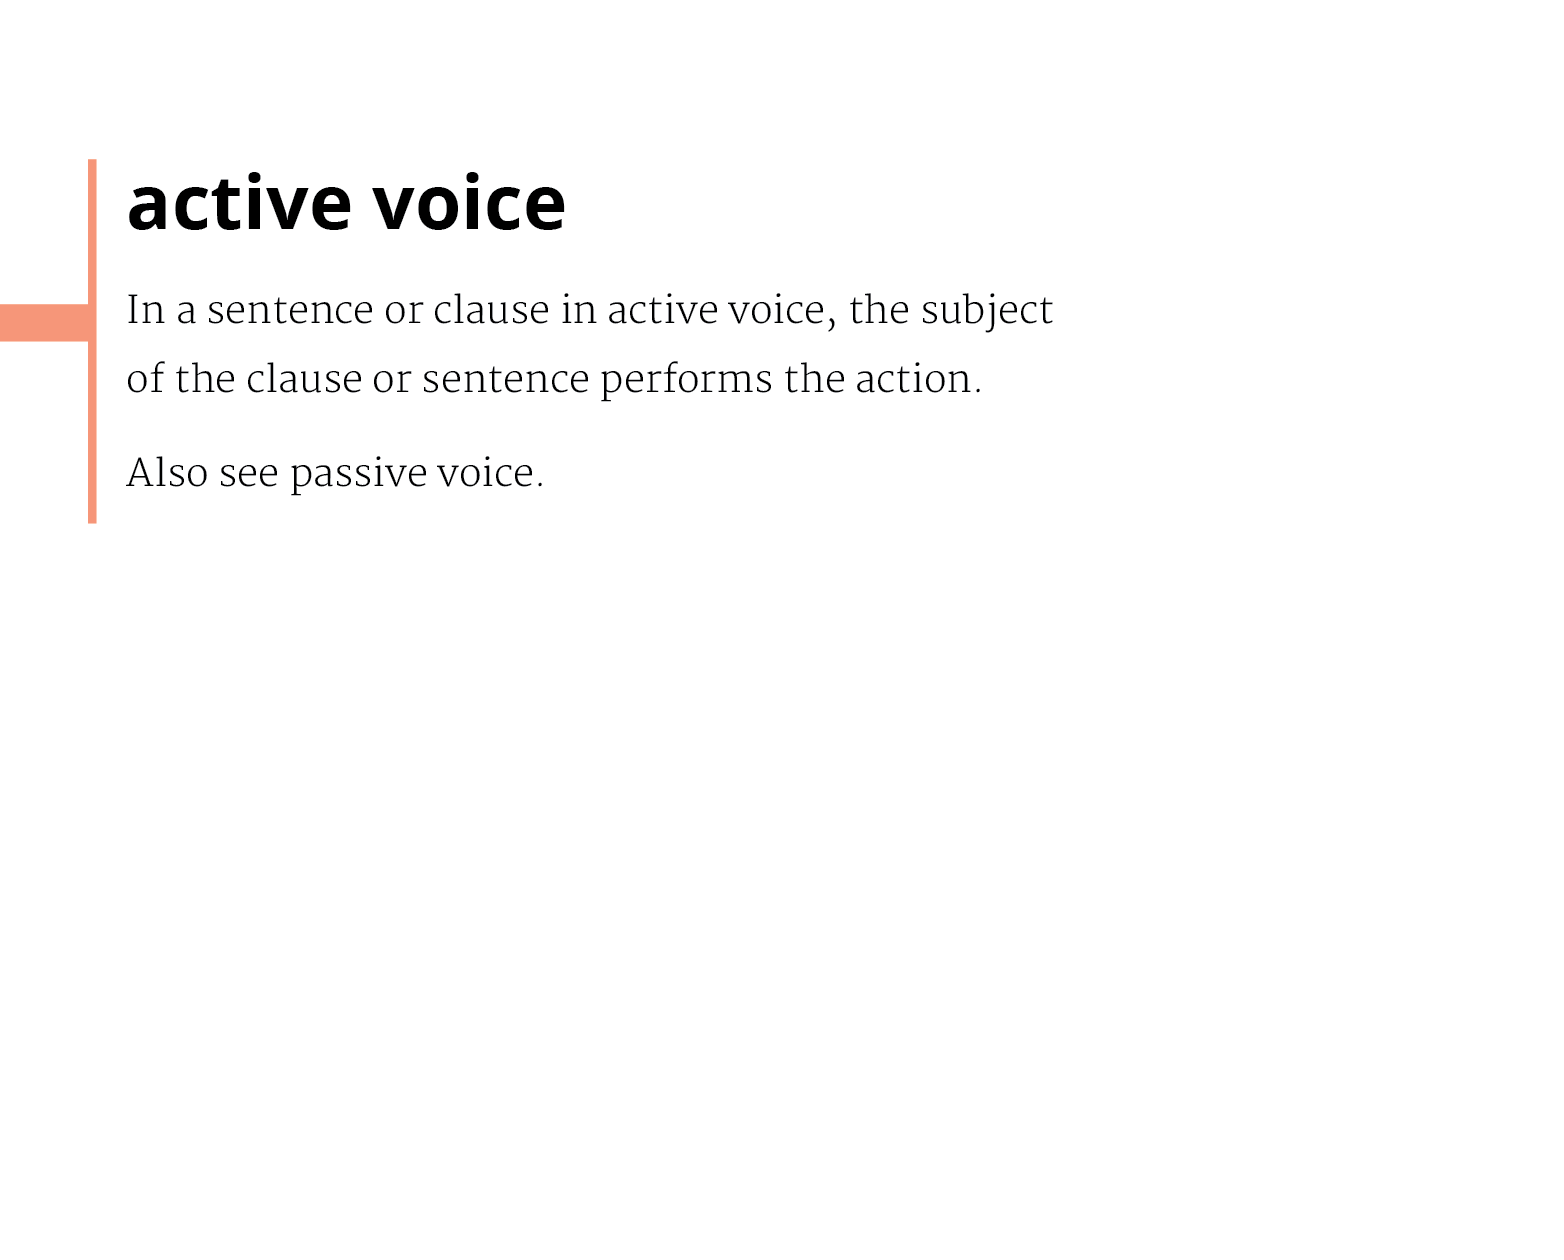 active voice
In a sentence or clause in active voice, the subject
of the clause or sentence performs the action.
Also see passive voice.